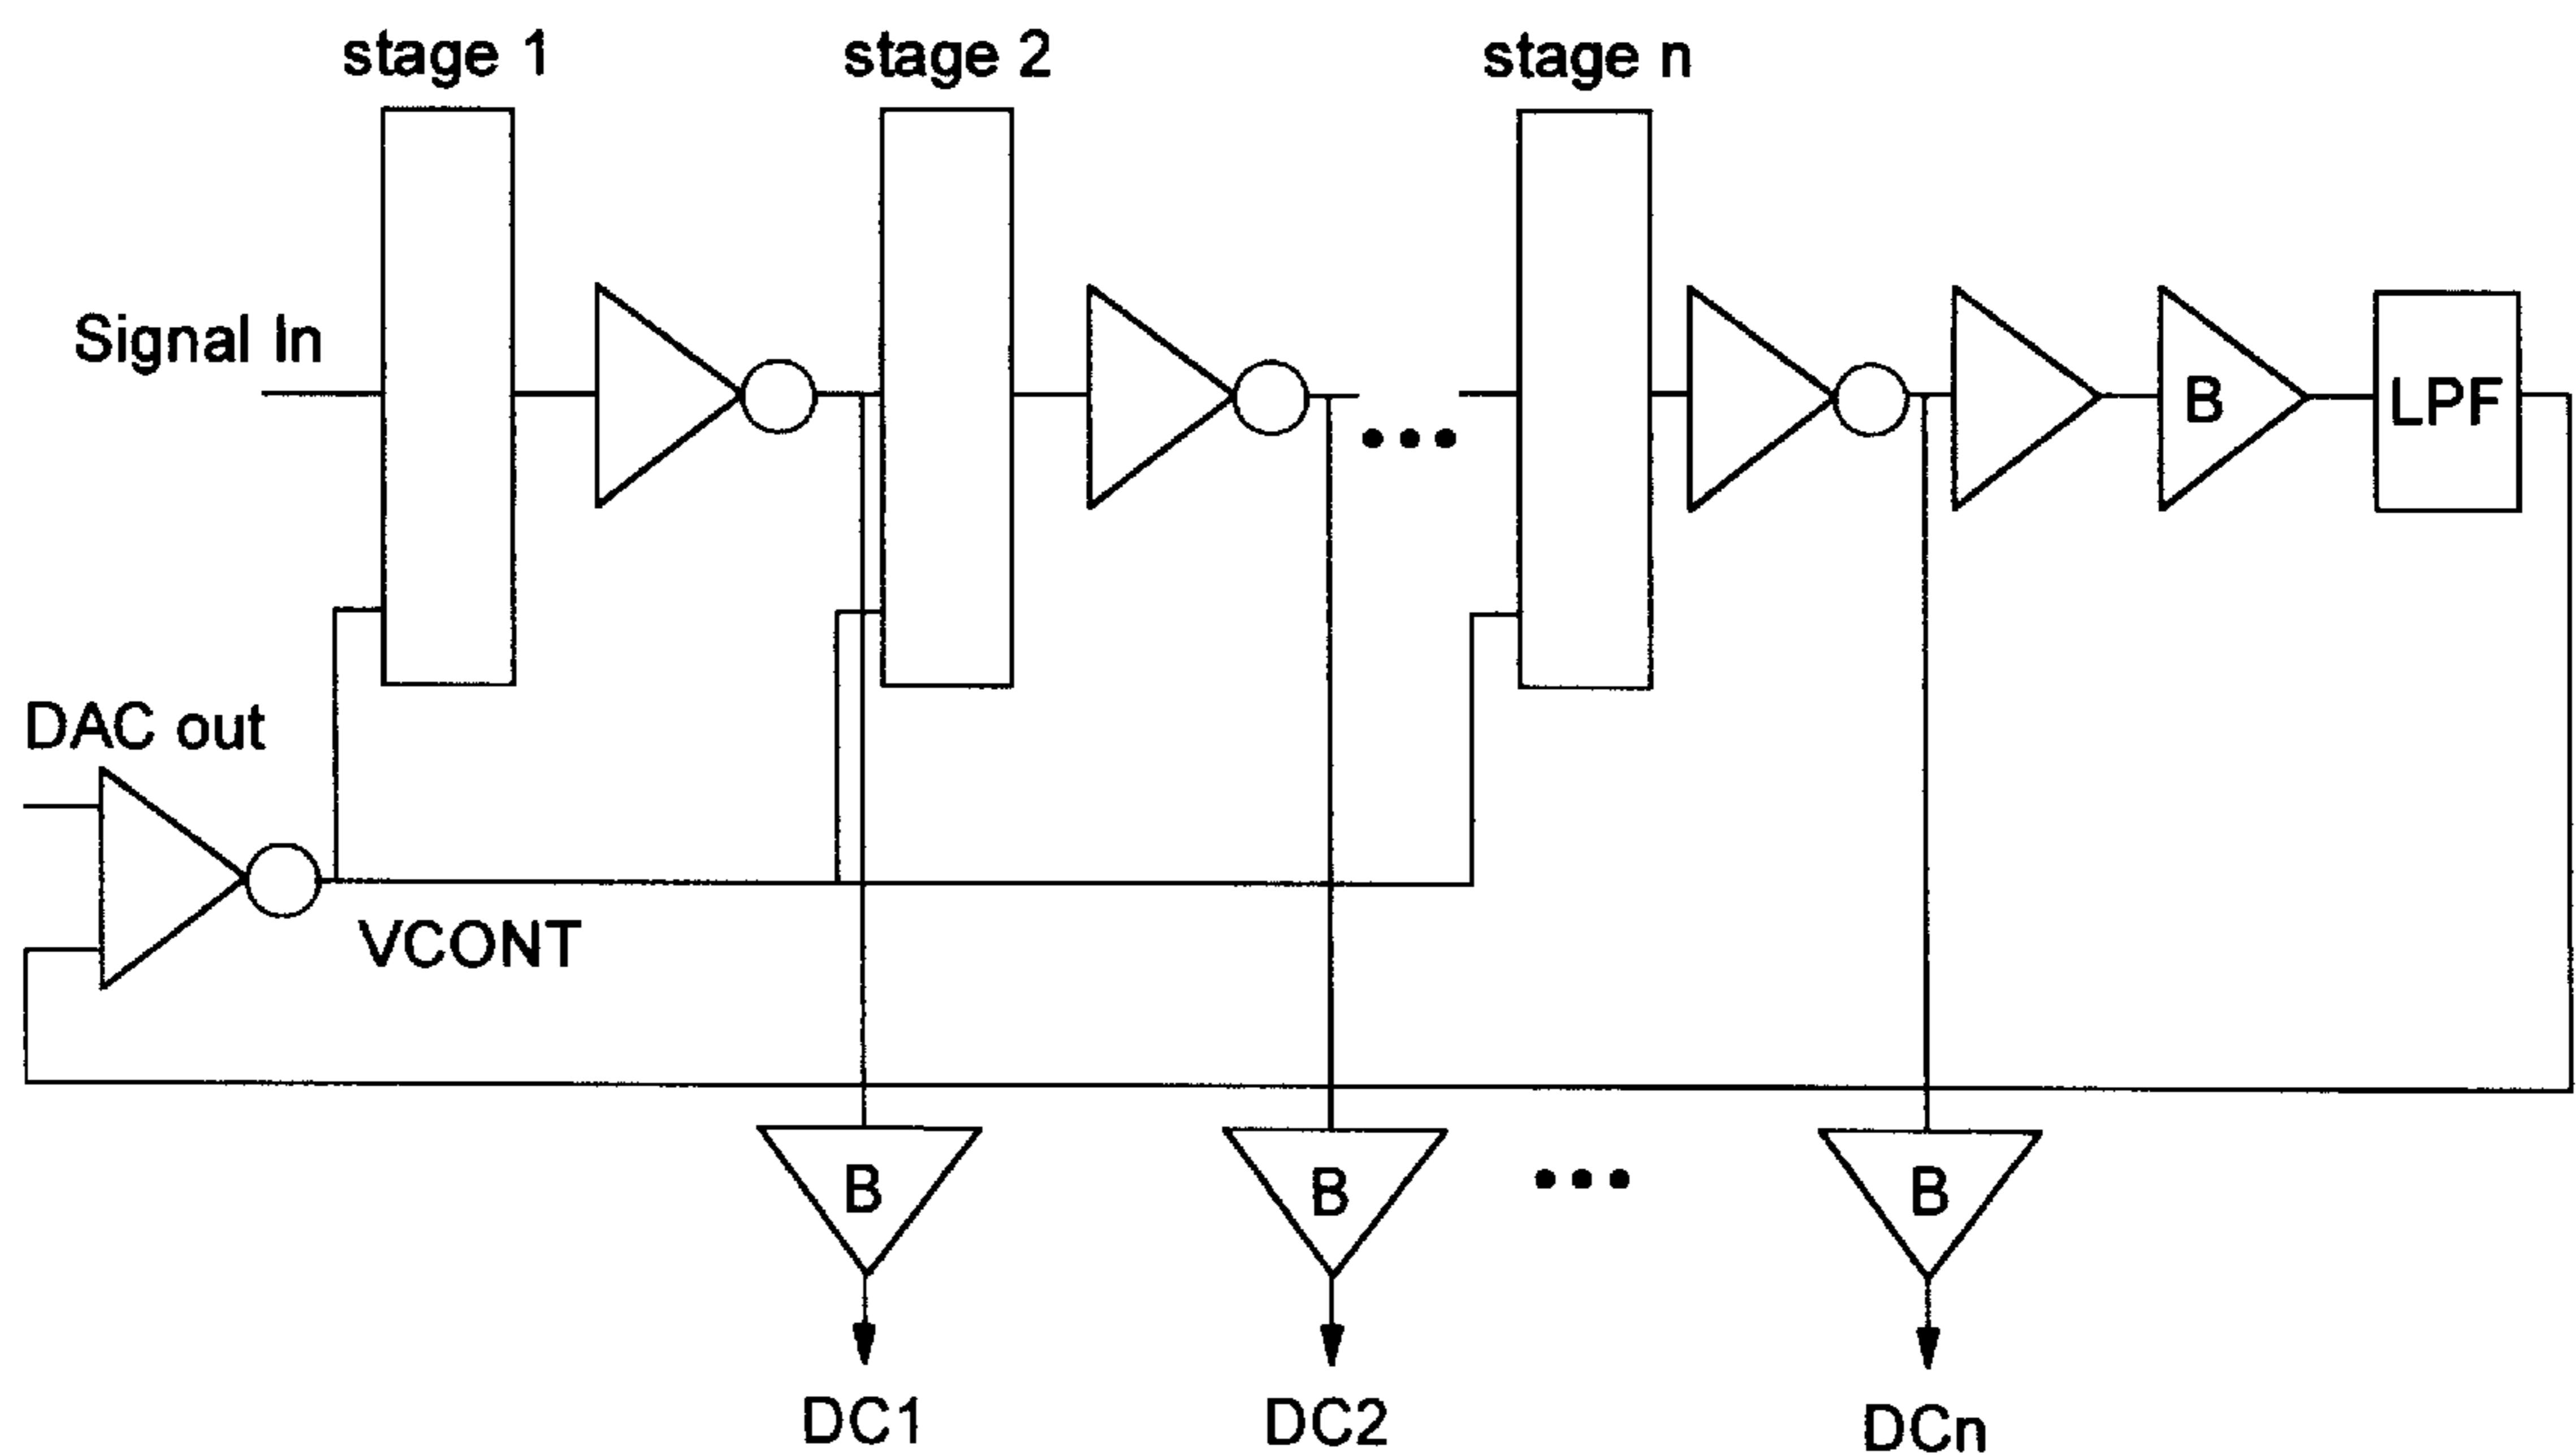 stage 1
stage 2
stage n
Signal In
B
LPF
DAC out
VCONT
B
B
B
DC1
DC2
DCn